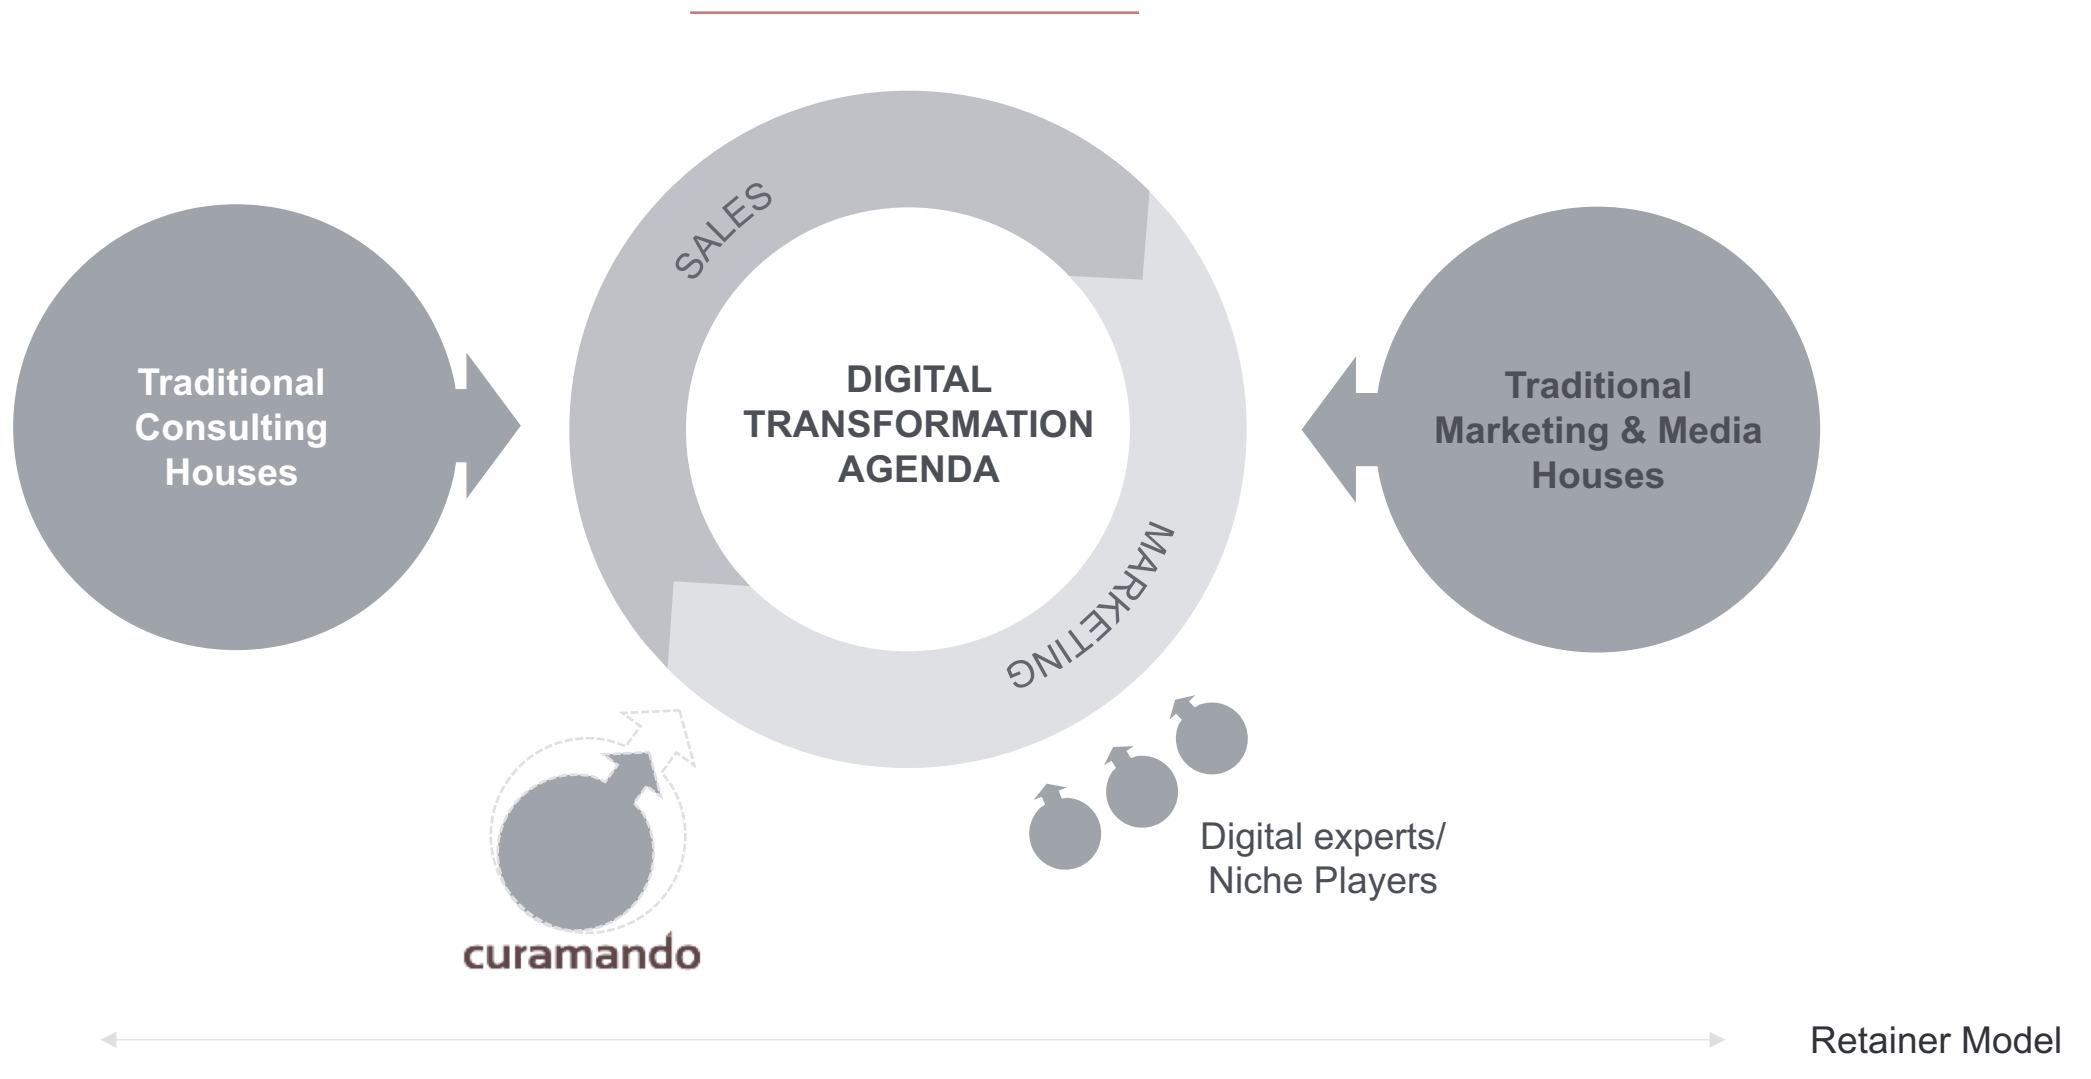 SALES
Traditional
Consulting
Houses
DIGITAL
TRANSFORMATION
AGENDA
Traditional
Marketing & Media
Houses
MARKETING
Digital experts/
Niche Players
curamando
Retainer Model